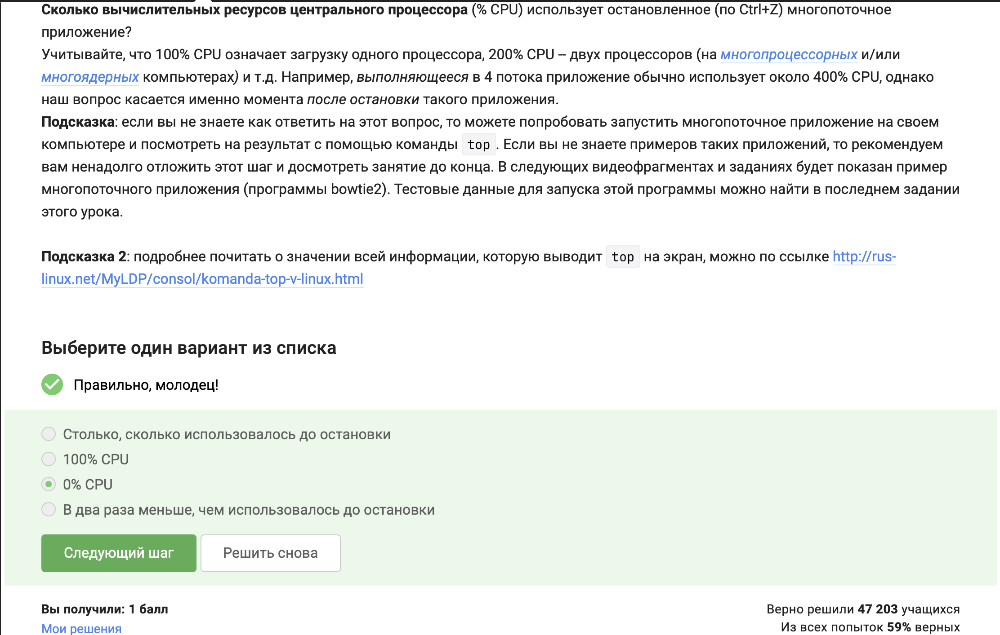 Сколько вычислительных ресурсов центрального процессора (% CPU) использует остановленное (по Ctrl+Z) многопоточное
приложение?
Учитывайте, что 100% CPU означает загрузку одного процессора, 200% CPU -- двух процессоров (на многопроцессорных и/или
многоядерных компьютерах) и т.д. Например, выполняющееся в 4 потока приложение обычно использует около 400% CPU, однако
наш вопрос касается именно момента после остановки такого приложения.
Подсказка: если вы не знаете как ответить на этот вопрос, то можете попробовать запустить многопоточное приложение на своем
компьютере и посмотреть на результат с помощью команды top. Если вы не знаете примеров таких приложений, то рекомендуем
вам ненадолго отложить этот шаг и досмотреть занятие до конца. В следующих видеофрагментах и заданиях будет показан пример
многопоточного приложения (программы bowtie2). Тестовые данные для запуска этой программы можно найти в последнем задании
этого урока.
Подсказка 2: подробнее почитать о значении всей информации, которую выводит top на экран, можно по ссылке http://rus-
linux.net/MyLDP/consol/komanda-top-v-linux.html
Выберите один вариант из списка
Правильно, молодец!
Столько, сколько использовалось до остановки
100% CPU
0% CPU
В два раза меньше, чем использовалось до остановки
Следующий шаг Решить снова
Вы получили: 1 балл
Мои решения
Верно решили 47 203 учащихся
Из всех попыток 59% верных